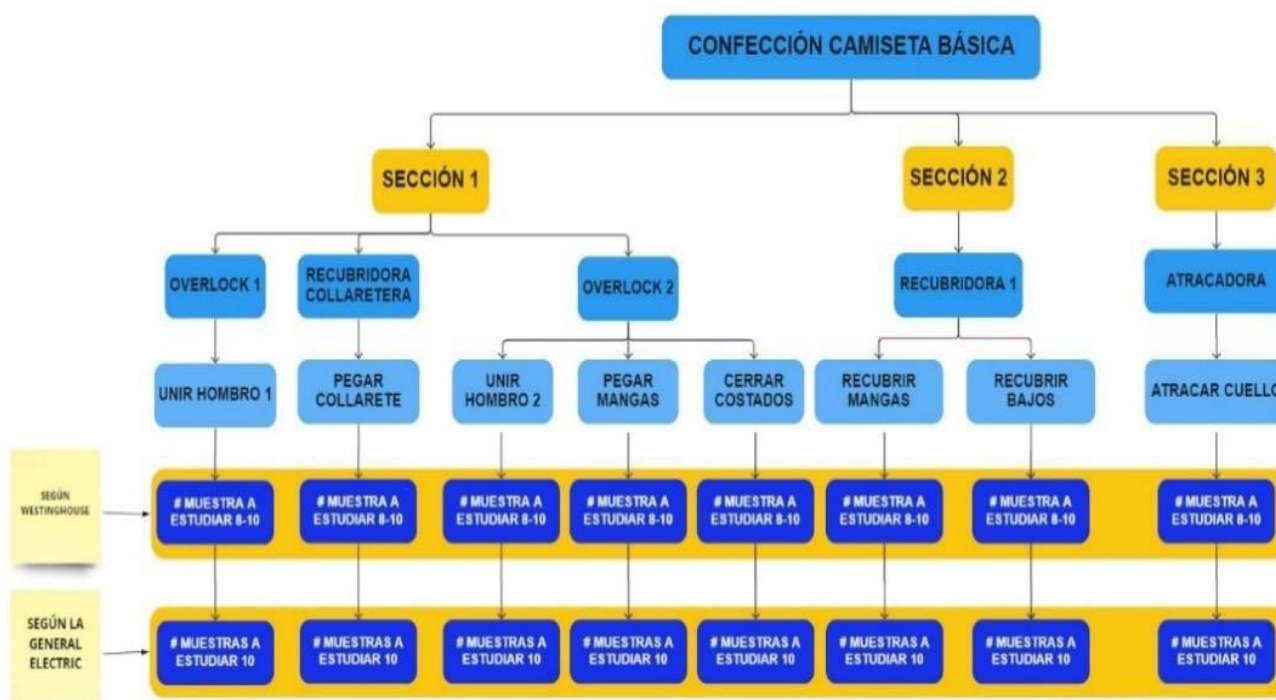 CONFECCIÓN CAMISETA BÁSICA
SECCIÓN 1
SECCIÓN 2
SECCIÓN 3
OVERLOCK 1
RECUBRIDORA
COLLARETERA
OVERLOCK 2
RECUBRIDORA 1
ATRACADORA
UNIR HOMBRO 1
PEGAR
COLLARETE
UNIR
HOMBRO 2
PEGAR
MANGAS
CERRAR
COSTADOS
RECUBRIR
MANGAS
RECUBRIR
BAJOS
ATRACAR CUELLO
SEGÚN
WESTINGHOUSE
# MUESTRA A
ESTUDIAR 8-10
# MUESTRA A
ESTUDIAR 8-10
# MUESTRA A
ESTUDIAR 8-10
# MUESTRA A
ESTUDIAR 8-10
# MUESTRA A
ESTUDIAR 8-10
# MUESTRA A
ESTUDIAR 8-10
# MUESTRA A
ESTUDIAR 8-10
# MUESTRA A
ESTUDIAR 8-10
SEGÚN LA
GENERAL
ELECTRIC
# MUESTRAS A
ESTUDIAR 10
# MUESTRAS A
ESTUDIAR 10
# MUESTRAS A
ESTUDIAR 10
# MUESTRAS A
ESTUDIAR 10
# MUESTRAS A
ESTUDIAR 10
# MUESTRAS A
ESTUDIAR 10
# MUESTRAS A
ESTUDIAR 10
# MUESTRAS A
ESTUDIAR 10